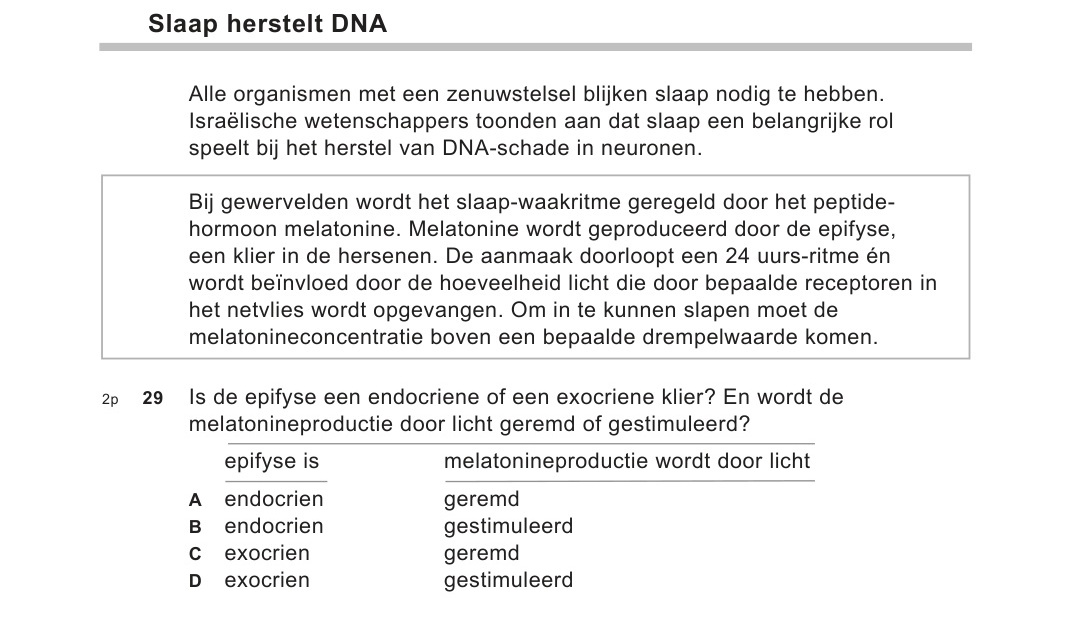 Slaap herstelt DNA
Alle organismen met een zenuwstelsel blijken slaap nodig te hebben.
Israëlische wetenschappers toonden aan dat slaap een belangrijke rol
speelt bij het herstel van DNA-schade in neuronen.
Bij gewervelden wordt het slaap-waakritme geregeld door het peptide-
hormoon melatonine. Melatonine wordt geproduceerd door de epifyse,
een klier in de hersenen. De aanmaak doorloopt een 24 uurs-ritme én
wordt beïnvloed door de hoeveelheid licht die door bepaalde receptoren in
het netvlies wordt opgevangen. Om in te kunnen slapen moet de
melatonineconcentratie boven een bepaalde drempelwaarde komen.
2p 29 Is de epifyse een endocriene of een exocriene klier? En wordt de
melatonineproductie door licht geremd of gestimuleerd?
epifyse is melatonineproductie wordt door licht
A endocrien geremd
B endocrien gestimuleerd
C exocrien geremd
D exocrien gestimuleerd